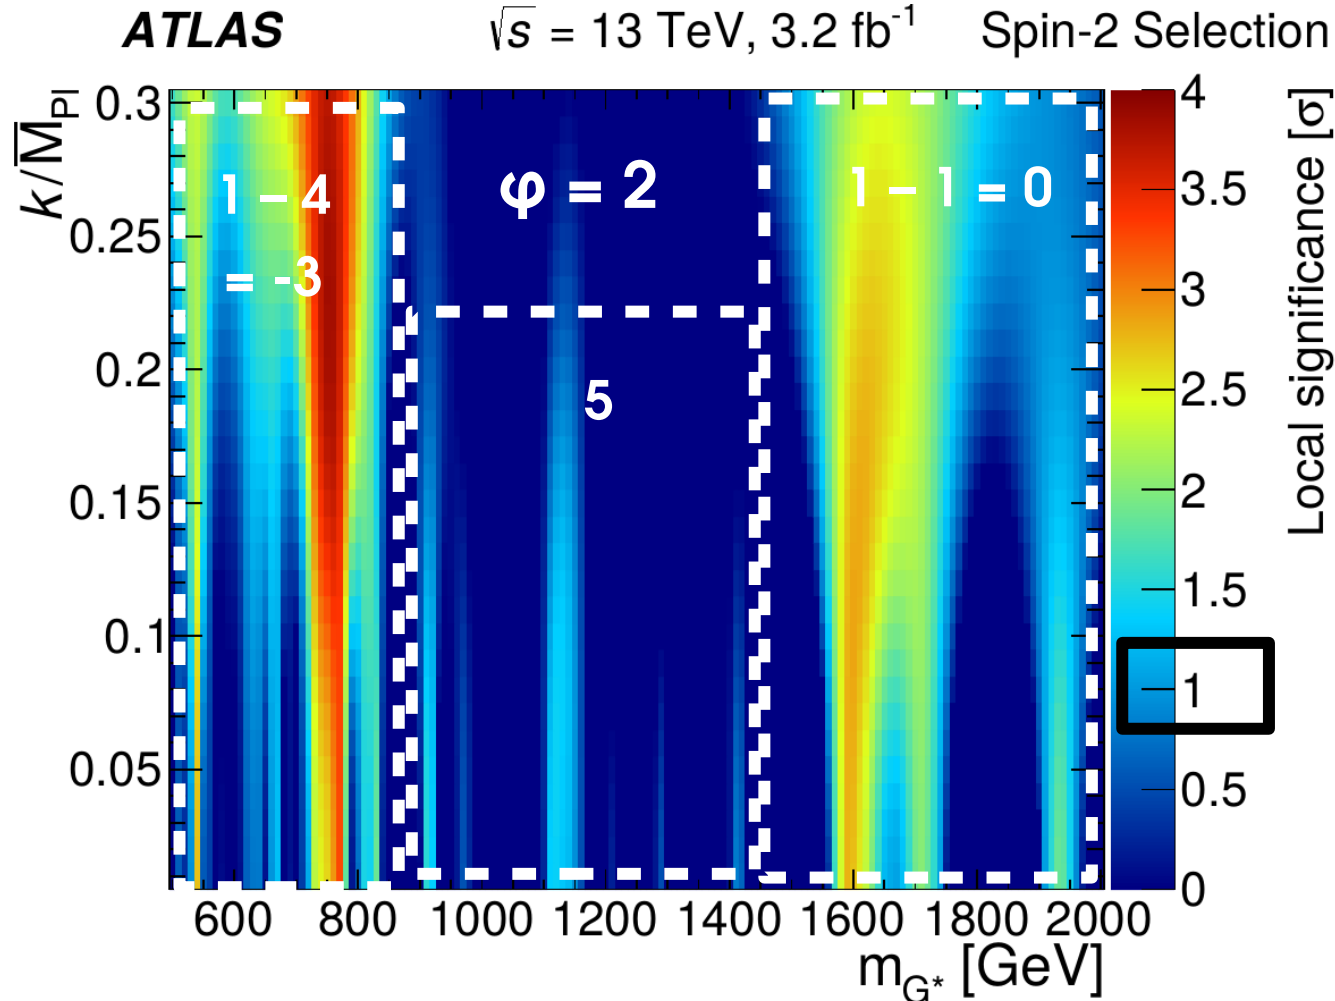 ATLAS √s = 13 TeV, 3.2 fb⁻¹ Spin-2 Selection
k/M̅_Pl
0.3
0.25
0.2
0.15
0.1
0.05
1 – 4
= -3
φ = 2
5
1 – 1 = 0
600 800 1000 1200 1400 1600 1800 2000
m_G* [GeV]
4
3.5
3
2.5
2
1.5
1
0.5
0
Local significance [σ]